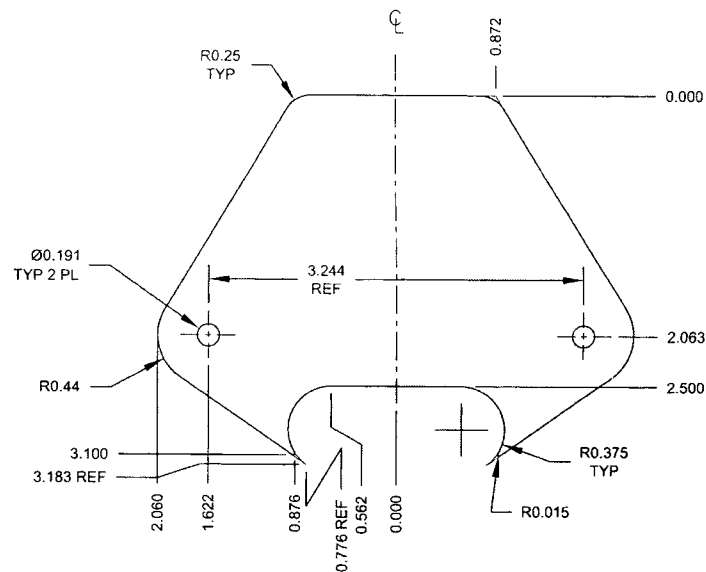 ℄
0.872
R0.25
TYP
0.000
Ø0.191
TYP 2 PL
3.244
REF
2.063
R0.44
2.500
3.100
3.183 REF
R0.375
TYP
R0.015
2.060
1.622
0.876
0.776 REF
0.562
0.000